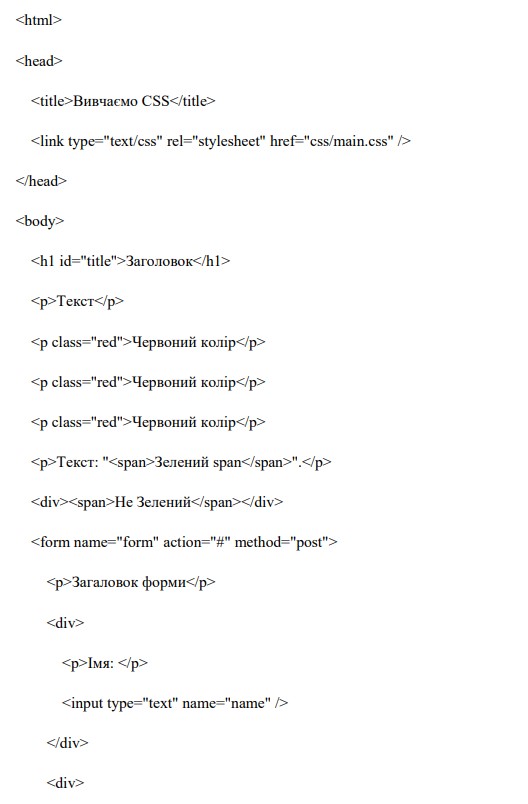 <html>
<head>
<title>Вивчаємо CSS</title>
<link type="text/css" rel="stylesheet" href="css/main.css" />
</head>
<body>
<h1 id="title">Заголовок</h1>
<p>Текст</p>
<p class="red">Червоний колір</p>
<p class="red">Червоний колір</p>
<p class="red">Червоний колір</p>
<p>Текст: "<span>Зелений span</span>".</p>
<div><span>Не Зелений</span></div>
<form name="form" action="#" method="post">
<p>Загаловок форми</p>
<div>
<p>Імя: </p>
<input type="text" name="name" />
</div>
<div>